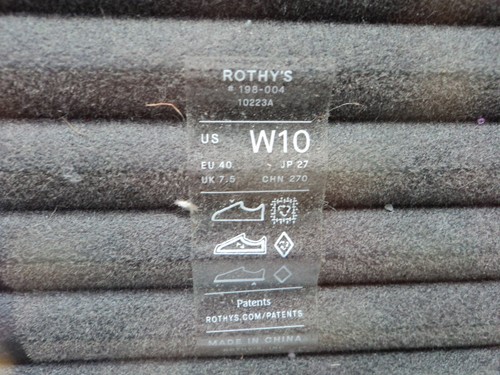 ROTHY'S
# 198-004
10223A
US W10
EU 40 JP 27
UK 7.5 CHN 270
Patents
ROTHYS.COM/PATENTS
MADE IN CHINA